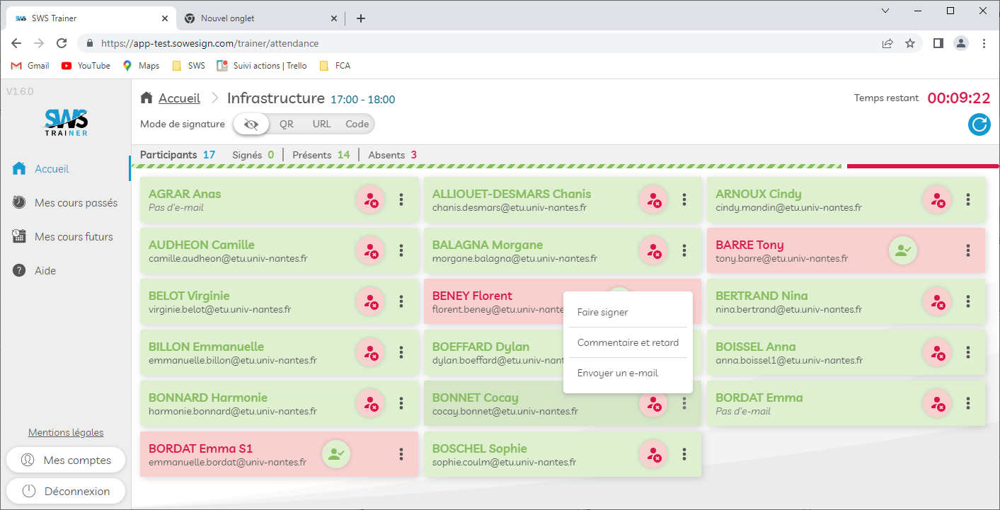 SWS Trainer
Nouvel onglet
https://app-test.sowesign.com/trainer/attendance
Gmail
YouTube
Maps
SWS
Suivi actions | Trello
FCA
V1.6.0
SWS
TRAINER
Accueil
Mes cours passés
Mes cours futurs
Aide
Mentions légales
Mes comptes
Déconnexion
Accueil
Infrastructure 17:00 - 18:00
Temps restant 00:09:22
Mode de signature QR URL Code
Participants 17 Signés 0 Présents 14 Absents 3
AGRAR Anas
Pas d'e-mail
ALLIOUET-DESMARS Chanis
chanis.desmars@etu.univ-nantes.fr
ARNOUX Cindy
cindy.mandin@etu.univ-nantes.fr
AUDHEON Camille
camille.audheon@etu.univ-nantes.fr
BALAGNA Morgane
morgane.balagna@etu.univ-nantes.fr
BARRE Tony
tony.barre@etu.univ-nantes.fr
BELOT Virginie
virginie.belot@etu.univ-nantes.fr
BENEY Florent
florent.beney@etu.univ-nante
BERTRAND Nina
nina.bertrand@etu.univ-nantes.fr
Faire signer
Commentaire et retard
Envoyer un e-mail
BILLON Emmanuelle
emmanuelle.billon@etu.univ-nantes.fr
BOEFFARD Dylan
dylan.boeffard@etu.univ-nant
BOISSEL Anna
anna.boissel1@etu.univ-nantes.fr
BONNARD Harmonie
harmonie.bonnard@etu.univ-nantes.fr
BONNET Cocay
cocay.bonnet@etu.univ-nantes.fr
BORDAT Emma
Pas d'e-mail
BORDAT Emma S1
emmanuelle.bordat@univ-nantes.fr
BOSCHEL Sophie
sophie.coulm@etu.univ-nantes.fr